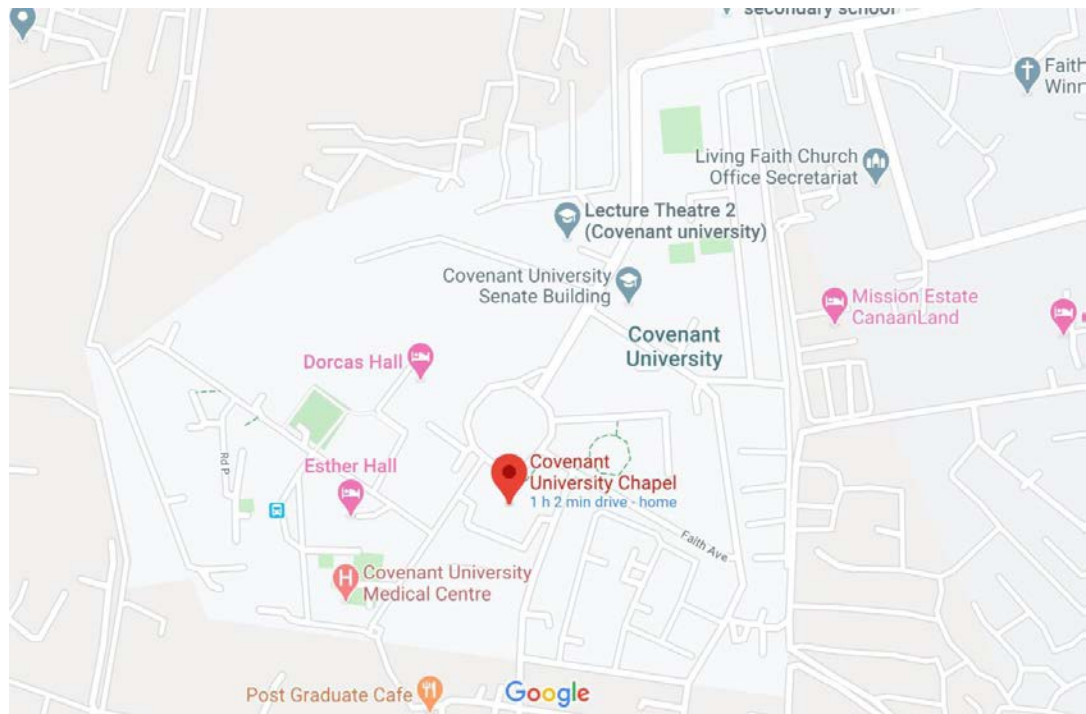 secondary school
Faith
Winn
Living Faith Church
Office Secretariat
Lecture Theatre 2
(Covenant university)
Covenant University
Senate Building
Mission Estate
CanaanLand
Covenant
University
Dorcas Hall
Rd P
Esther Hall
Covenant
University Chapel
1 h 2 min drive - home
Faith Ave
Covenant University
Medical Centre
Post Graduate Cafe
Google